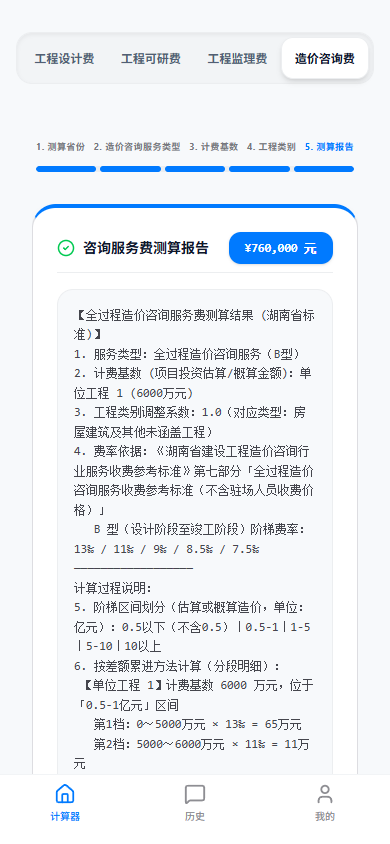 工程设计费 工程可研费 工程监理费 造价咨询费
1. 测算省份 2. 造价咨询服务类型 3. 计费基数 4. 工程类别 5. 测算报告
咨询服务费测算报告 ¥760,000 元
【全过程造价咨询服务费测算结果（湖南省标
准）】
1. 服务类型：全过程造价咨询服务（B型）
2. 计费基数（项目投资估算/概算金额）：单
位工程 1（6000万元）
3. 工程类别调整系数：1.0（对应类型：房
屋建筑及其他未涵盖工程）
4. 费率依据：《湖南省建设工程造价咨询行
业服务收费参考标准》第七部分「全过程造价
咨询服务收费参考标准（不含驻场人员收费价
格）」
B 型（设计阶段至竣工阶段）阶梯费率：
13‰ / 11‰ / 9‰ / 8.5‰ / 7.5‰
—————————————————
计算过程说明：
5. 阶梯区间划分（估算或概算造价，单位：
亿元）：0.5以下（不含0.5）｜0.5-1｜1-5
｜5-10｜10以上
6. 按差额累进方法计算（分段明细）：
【单位工程 1】计费基数 6000 万元，位于
「0.5-1亿元」区间
第1档：0～5000万元 × 13‰ = 65万元
第2档：5000～6000万元 × 11‰ = 11万
元
计算器 历史 我的